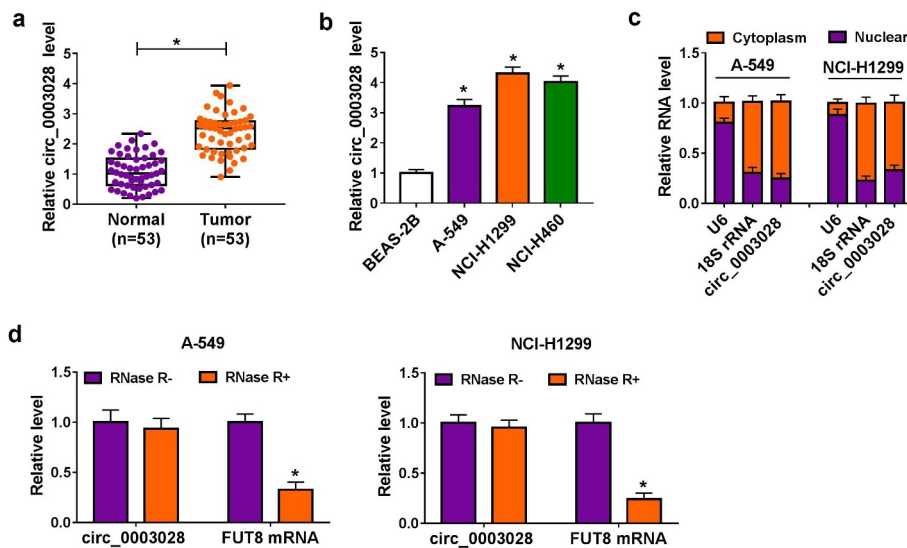 a
Relative circ_0003028 level
5
4
3
2
1
0
*
Normal
(n=53)
Tumor
(n=53)
b
Relative circ_0003028 level
5
4
3
2
1
0
*
*
*
BEAS-2B
A-549
NCI-H1299
NCI-H460
c
Cytoplasm
Nuclear
A-549
NCI-H1299
Relative RNA level
1.5
1.0
0.5
0.0
U6
18S rRNA
circ_0003028
U6
18S rRNA
circ_0003028
d
A-549
RNase R-
RNase R+
Relative level
1.5
1.0
0.5
0.0
*
circ_0003028
FUT8 mRNA
NCI-H1299
RNase R-
RNase R+
Relative level
1.5
1.0
0.5
0.0
*
circ_0003028
FUT8 mRNA